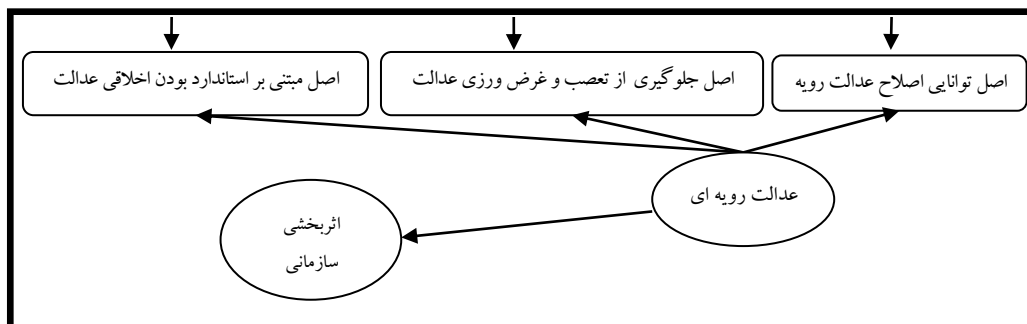 اصل توانایی اصلاح عدالت رویه
اصل جلوگیری از تعصب و غرض ورزی عدالت
اصل مبتنی بر استاندارد بودن اخلاقی عدالت
عدالت رویه ای
اثربخشی
سازمانی